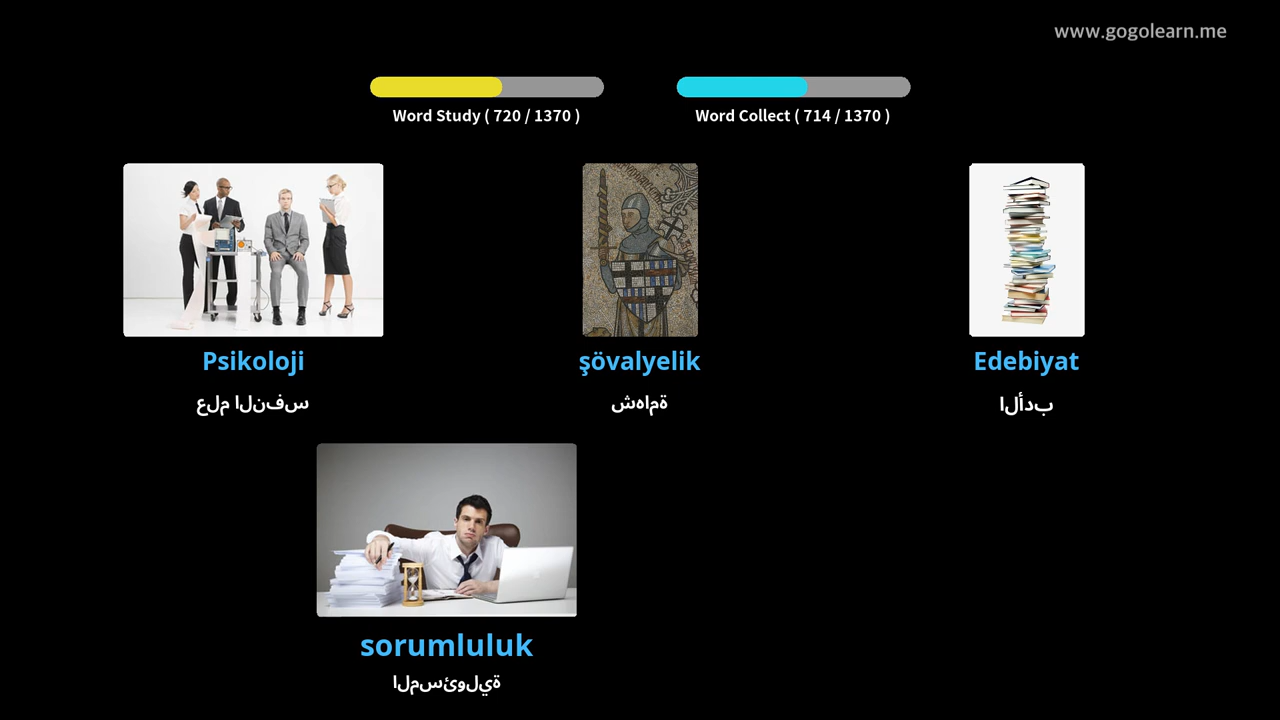 www.gogolearn.me
Word Study ( 720 / 1370 )
Word Collect ( 714 / 1370 )
Psikoloji
şövalyelik
Edebiyat
علم النفس
شهامة
الأدب
sorumluluk
المسئولية